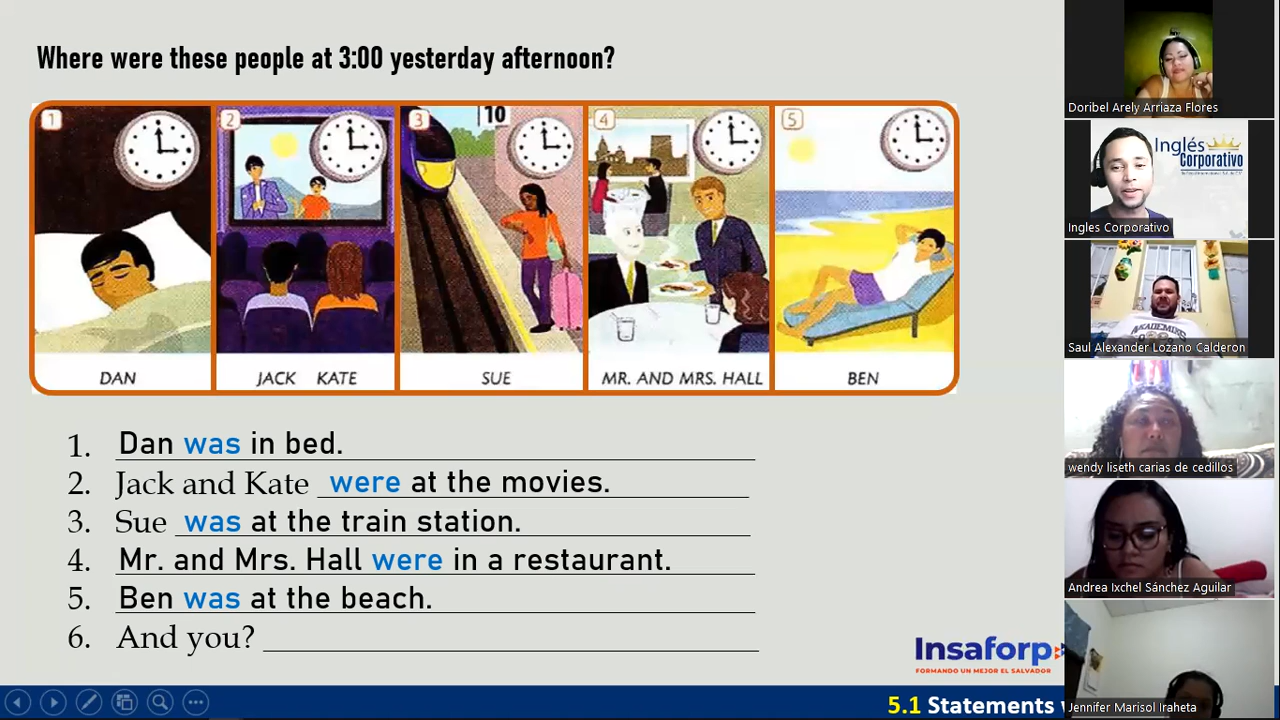 Where were these people at 3:00 yesterday afternoon?
1
2
3
10
4
5
DAN
JACK KATE
SUE
MR. AND MRS. HALL
BEN
1. Dan was in bed.
2. Jack and Kate were at the movies.
3. Sue was at the train station.
4. Mr. and Mrs. Hall were in a restaurant.
5. Ben was at the beach.
6. And you?
Insaforp
FORMANDO UN MEJOR EL SALVADOR
5.1 Statements
Doribel Arely Arriaza Flores
Inglés
Corporativo
Ingles Corporativo
Saul Alexander Lozano Calderon
wendy liseth carias de cedillos
Andrea Ixchel Sánchez Aguilar
Jennifer Marisol Iraheta